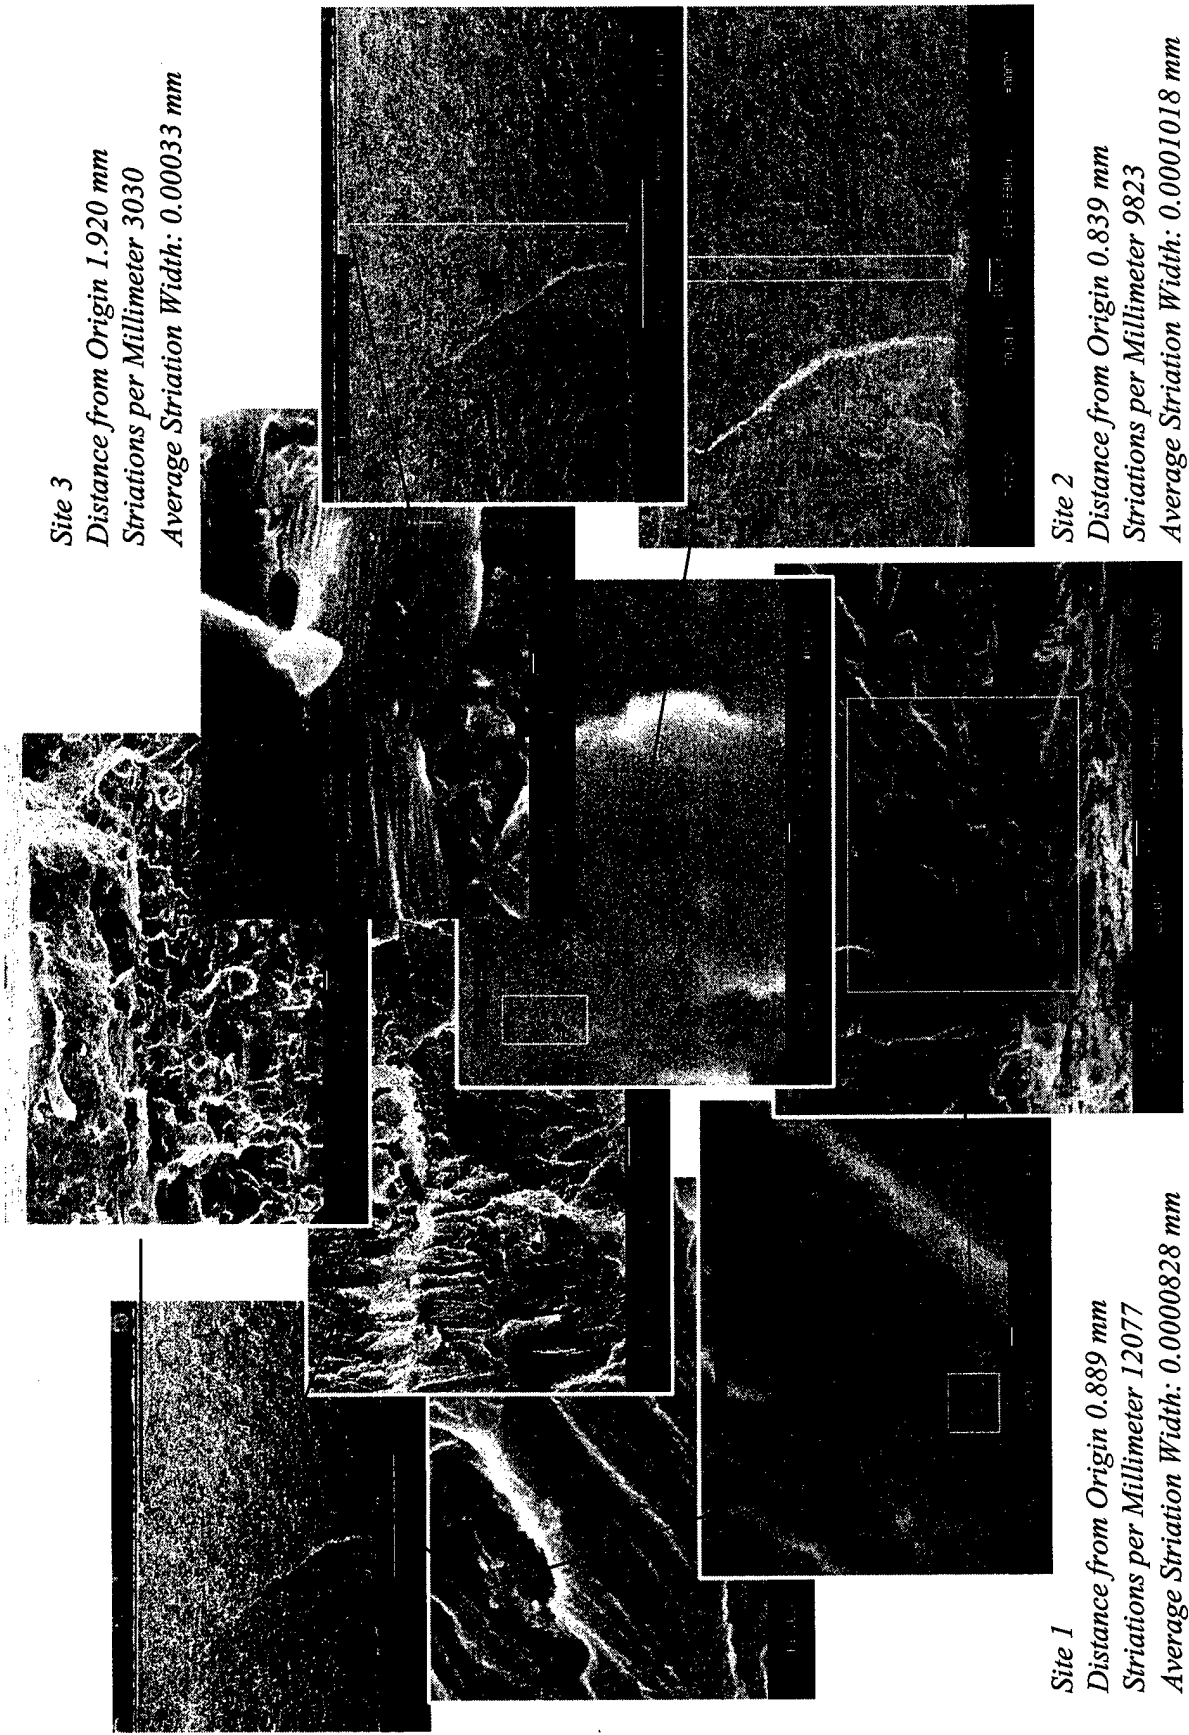 Site 3
Distance from Origin 1.920 mm
Striations per Millimeter 3030
Average Striation Width: 0.00033 mm
Site 1
Distance from Origin 0.889 mm
Striations per Millimeter 12077
Average Striation Width: 0.0000828 mm
Site 2
Distance from Origin 0.839 mm
Striations per Millimeter 9823
Average Striation Width: 0.0001018 mm